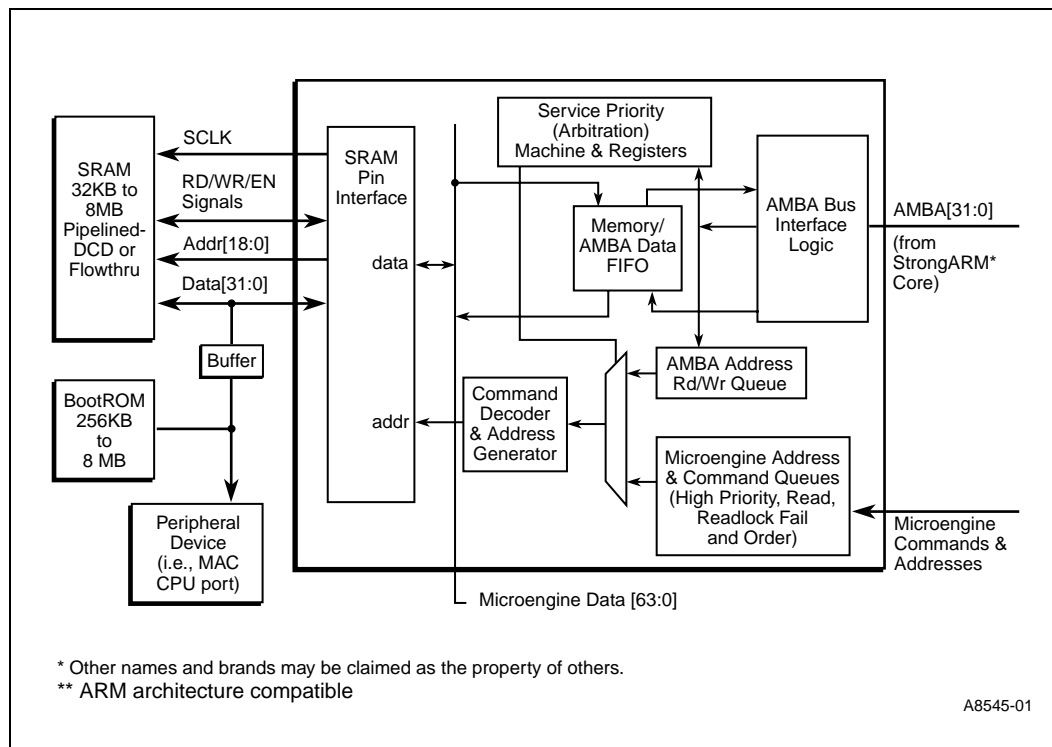 SCLK
RD/WR/EN
Signals
Addr[18:0]
Data[31:0]
SRAM
32KB to
8MB
Pipelined-
DCD or
Flowthru
Buffer
BootROM
256KB
to
8 MB
Peripheral
Device
(i.e., MAC
CPU port)
SRAM
Pin
Interface
data
addr
Service Priority
(Arbitration)
Machine & Registers
Memory/
AMBA Data
FIFO
AMBA Bus
Interface
Logic
AMBA[31:0]
(from
StrongARM*
Core)
AMBA Address
Rd/Wr Queue
Command
Decoder
& Address
Generator
Microengine Address
& Command Queues
(High Priority, Read,
Readlock Fail
and Order)
Microengine
Commands &
Addresses
Microengine Data [63:0]
* Other names and brands may be claimed as the property of others.
** ARM architecture compatible
A8545-01